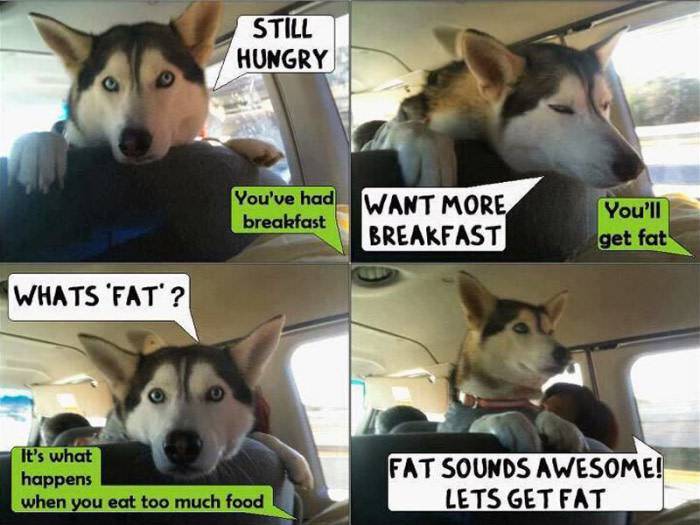 STILL
HUNGRY
You've had
breakfast
WANT MORE
BREAKFAST
You'll
get fat
WHATS 'FAT' ?
It's what
happens
when you eat too much food
FAT SOUNDS AWESOME!
LETS GET FAT